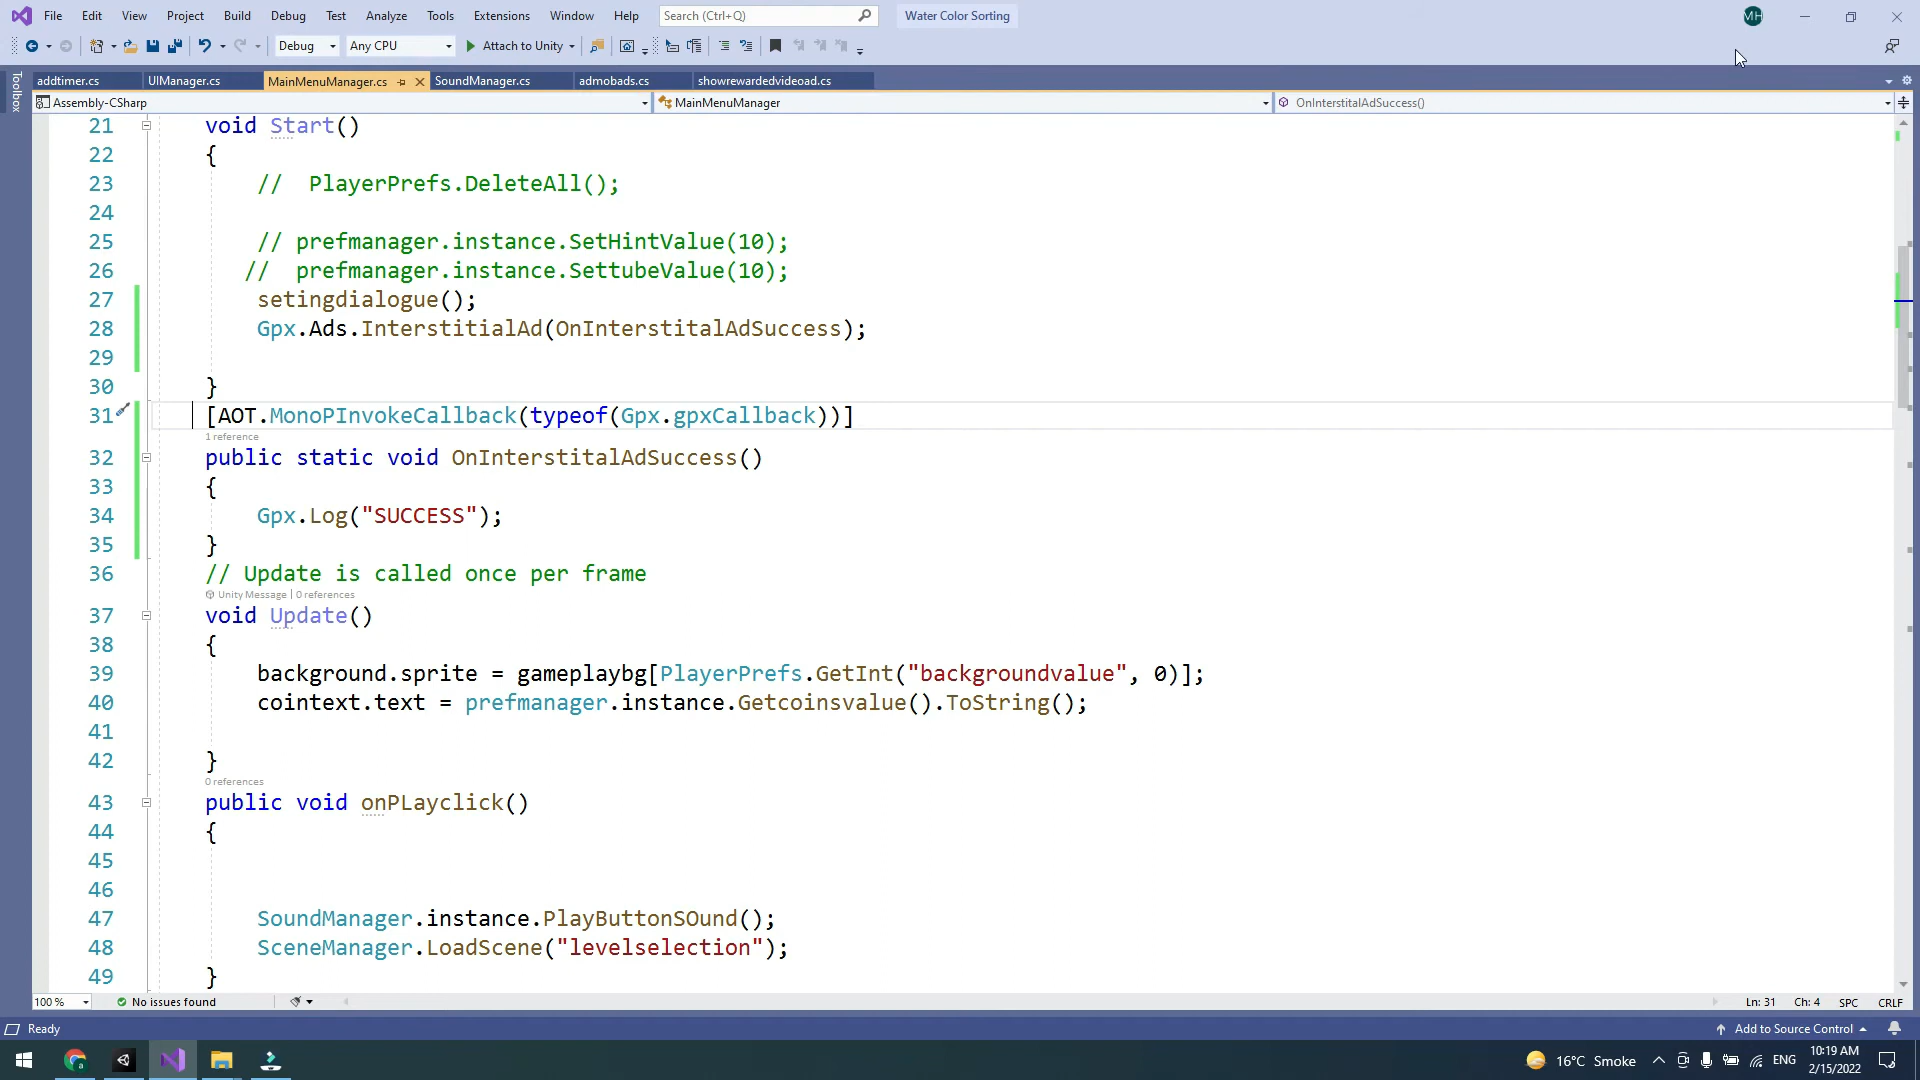 File Edit View Project Build Debug Test Analyze Tools Extensions Window Help Search (Ctrl+Q) Water Color Sorting MH
Debug Any CPU Attach to Unity
addtimer.cs UIManager.cs MainMenuManager.cs SoundManager.cs admobads.cs showrewardedvideoad.cs
Toolbox
Assembly-CSharp MainMenuManager OnInterstitalAdSuccess()
21 void Start()
22 {
23 //  PlayerPrefs.DeleteAll();
24
25 // prefmanager.instance.SetHintValue(10);
26 //  prefmanager.instance.SettubeValue(10);
27 setingdialogue();
28 Gpx.Ads.InterstitialAd(OnInterstitalAdSuccess);
29
30 }
31 [AOT.MonoPInvokeCallback(typeof(Gpx.gpxCallback))]
1 reference
32 public static void OnInterstitalAdSuccess()
33 {
34 Gpx.Log("SUCCESS");
35 }
36 // Update is called once per frame
Unity Message | 0 references
37 void Update()
38 {
39 background.sprite = gameplaybg[PlayerPrefs.GetInt("backgroundvalue", 0)];
40 cointext.text = prefmanager.instance.Getcoinsvalue().ToString();
41
42 }
0 references
43 public void onPLayclick()
44 {
45
46
47 SoundManager.instance.PlayButtonSOund();
48 SceneManager.LoadScene("levelselection");
49 }
100 % No issues found Ln: 31 Ch: 4 SPC CRLF
Ready Add to Source Control
16°C Smoke ENG 10:19 AM
2/15/2022